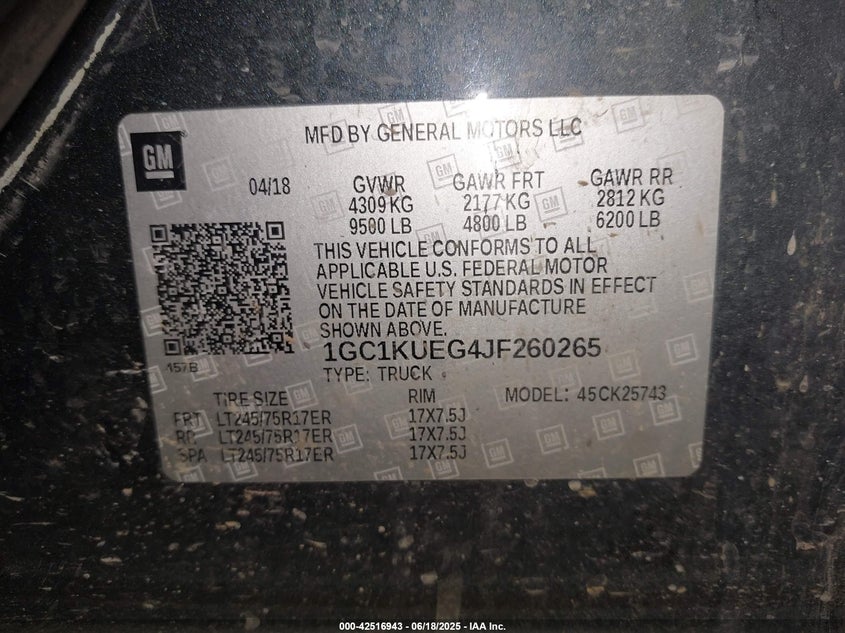 MFD BY GENERAL MOTORS LLC
GM
04/18 GVWR GAWR FRT GAWR RR
4309 KG 2177 KG 2812 KG
9500 LB 4800 LB 6200 LB
THIS VEHICLE CONFORMS TO ALL
APPLICABLE U.S. FEDERAL MOTOR
VEHICLE SAFETY STANDARDS IN EFFECT
ON THE DATE OF MANUFACTURE
SHOWN ABOVE.
1GC1KUEG4JF260265
157B
TYPE: TRUCK
TIRE SIZE RIM MODEL: 45CK25743
FRT LT245/75R17ER 17X7.5J
RR LT245/75R17ER 17X7.5J
SPA LT245/75R17ER 17X7.5J
000-42516943 - 06/18/2025 - IAA Inc.